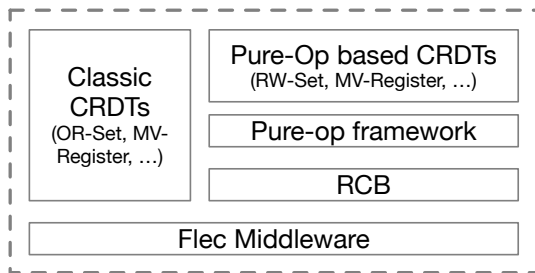 Classic
CRDTs
(OR-Set, MV-
Register, …)
Pure-Op based CRDTs
(RW-Set, MV-Register, …)
Pure-op framework
RCB
Flec Middleware